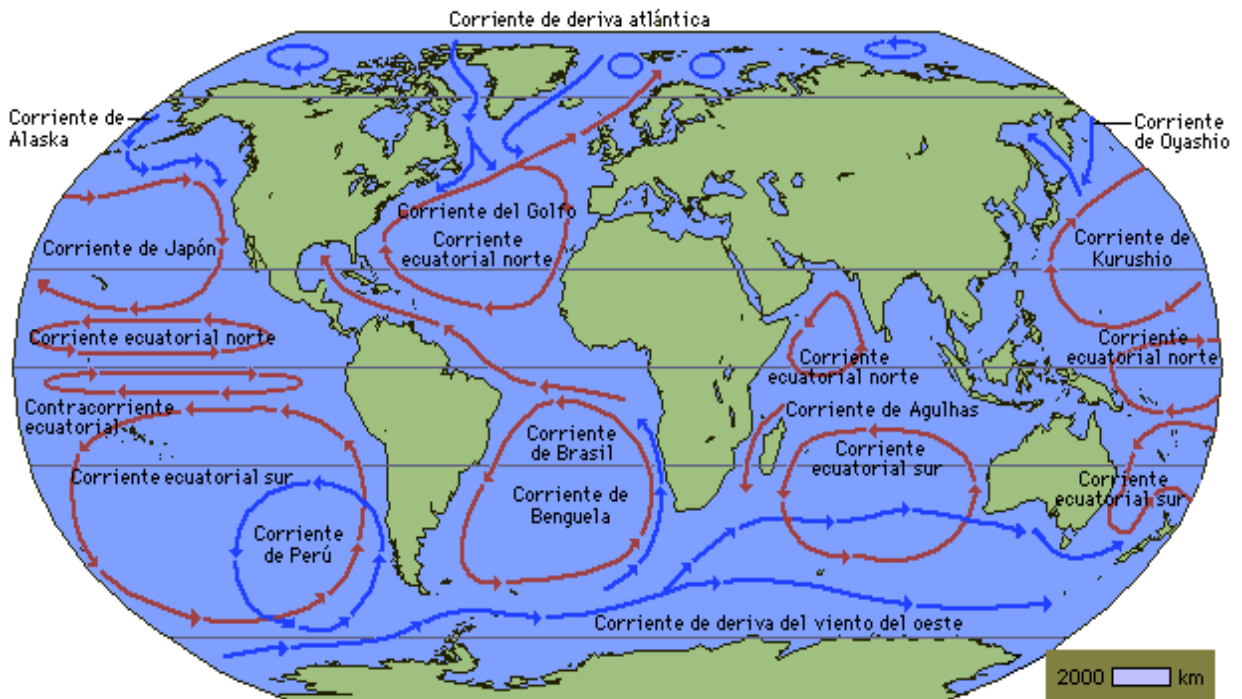 Corriente de deriva atlántica
Corriente de
Alaska
Corriente
de Oyashio
Corriente del Golfo
Corriente
ecuatorial norte
Corriente de Japón
Corriente de
Kurushio
Corriente ecuatorial norte
Corriente
ecuatorial norte
Corriente
ecuatorial norte
Contracorriente
ecuatorial
Corriente de Agulhas
Corriente
de Brasil
Corriente
ecuatorial sur
Corriente ecuatorial sur
Corriente
ecuatorial sur
Corriente de
Benguela
Corriente
de Perú
Corriente de deriva del viento del oeste
2000 km